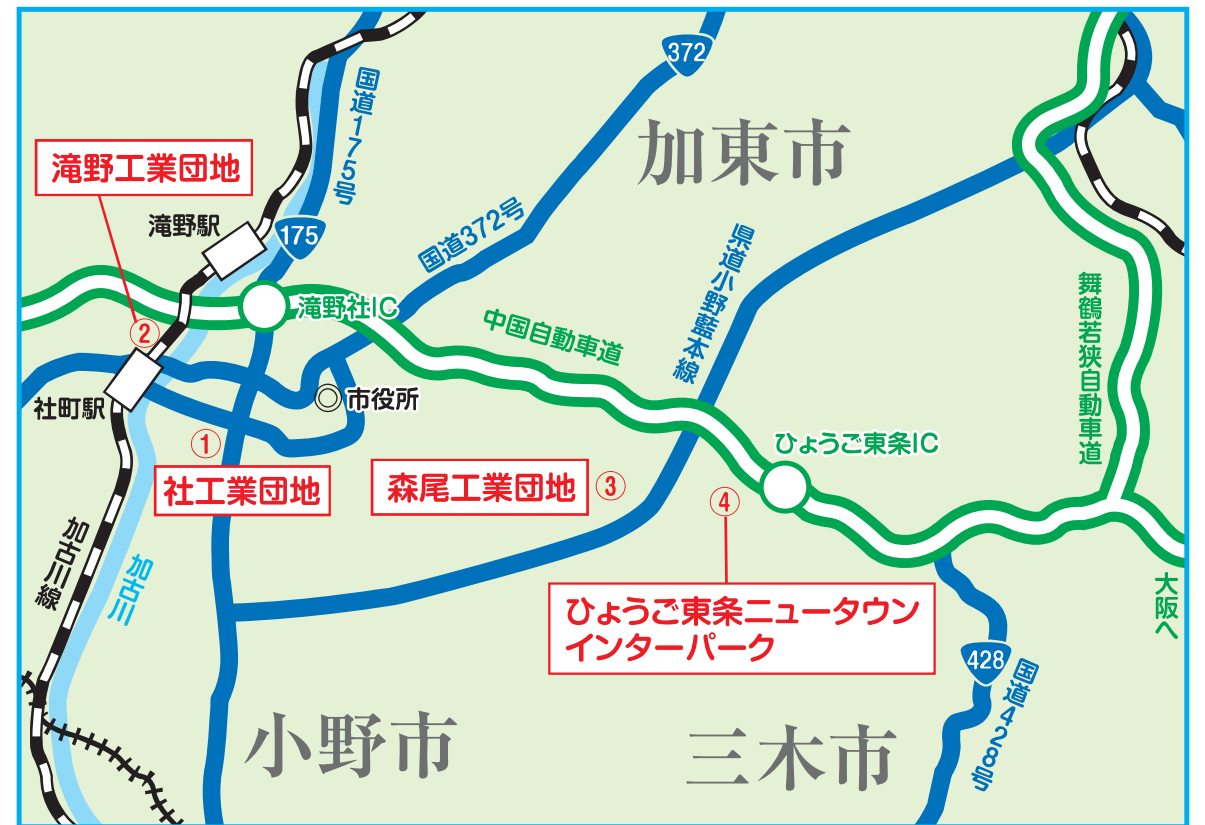 372
国道175号
加東市
滝野工業団地
滝野駅
175
国道372号
県道小野藍本線
舞鶴若狭自動車道
滝野社IC
中国自動車道
②
社町駅
市役所
①
社工業団地
森尾工業団地
③
ひょうご東条IC
④
加古川線
加古川
ひょうご東条ニュータウン
インターパーク
大阪へ
428
国道428号
小野市
三木市